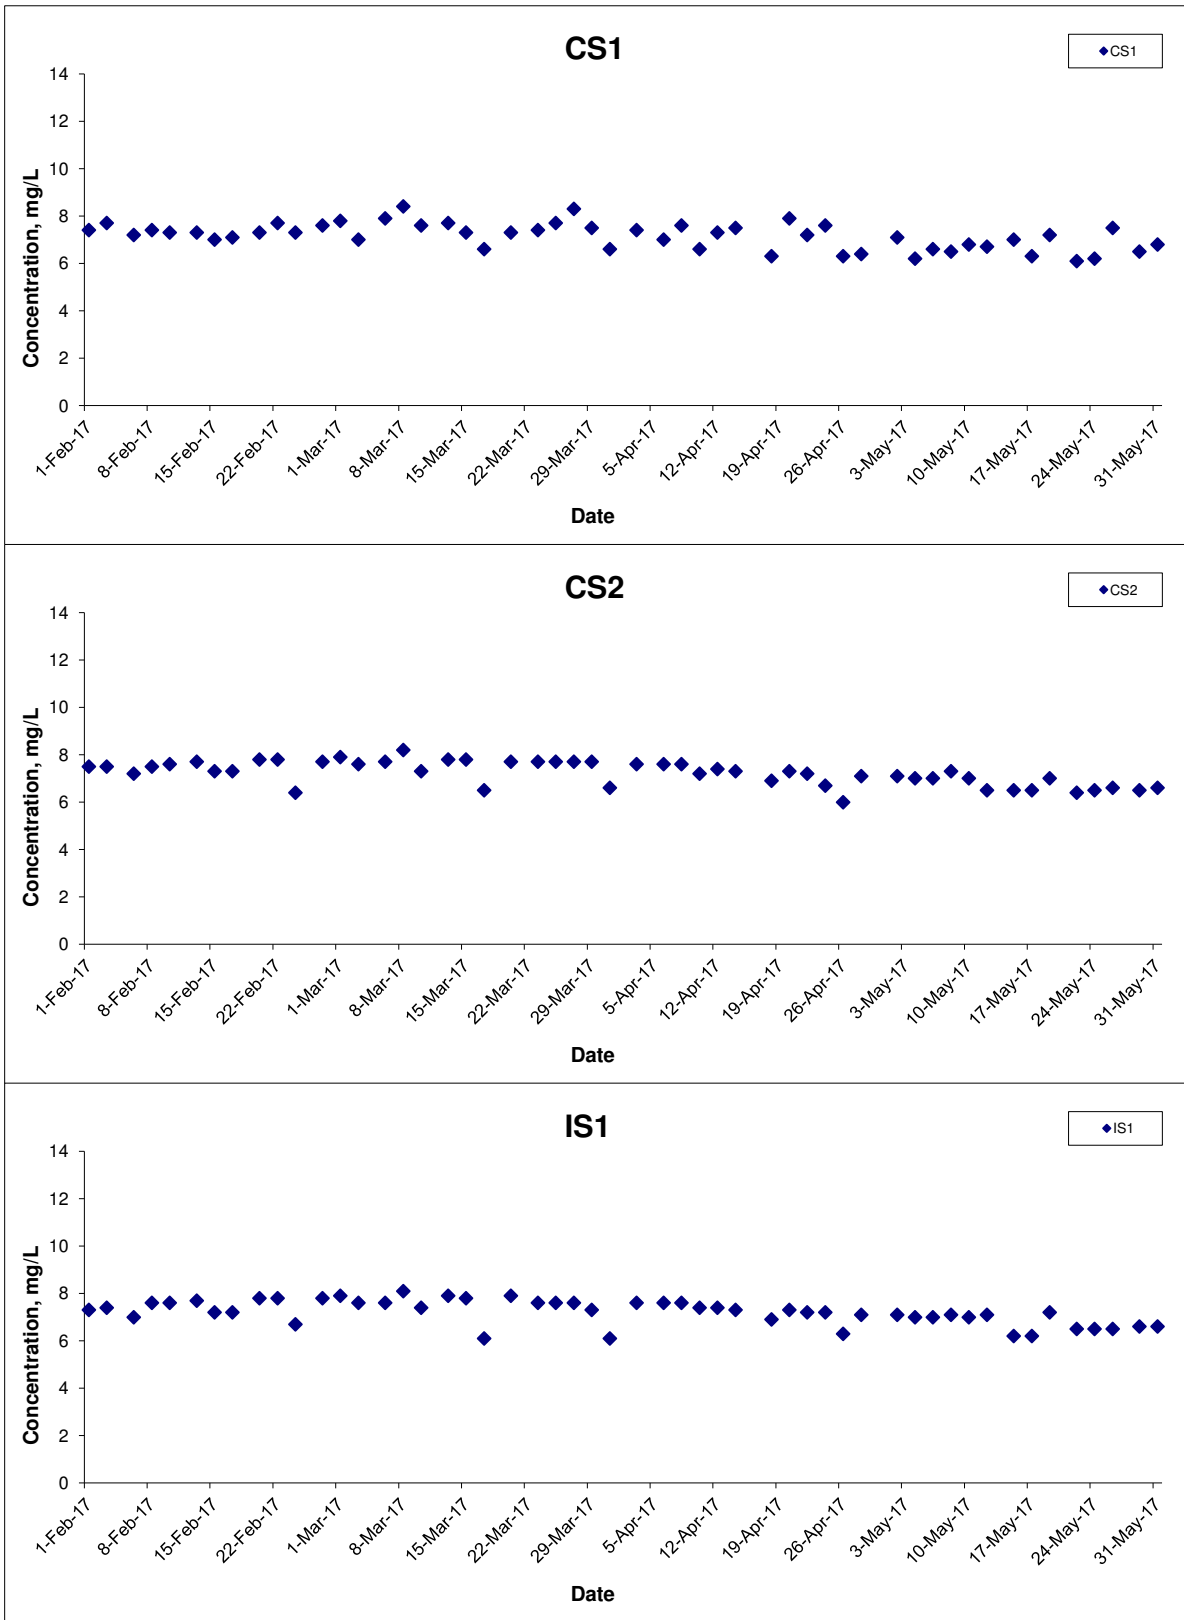 CS1
CS1
14
12
10
8
6
4
2
0
Concentration, mg/L
1-Feb-17
8-Feb-17
15-Feb-17
22-Feb-17
1-Mar-17
8-Mar-17
15-Mar-17
22-Mar-17
29-Mar-17
5-Apr-17
12-Apr-17
19-Apr-17
26-Apr-17
3-May-17
10-May-17
17-May-17
24-May-17
31-May-17
Date
CS2
CS2
14
12
10
8
6
4
2
0
Concentration, mg/L
1-Feb-17
8-Feb-17
15-Feb-17
22-Feb-17
1-Mar-17
8-Mar-17
15-Mar-17
22-Mar-17
29-Mar-17
5-Apr-17
12-Apr-17
19-Apr-17
26-Apr-17
3-May-17
10-May-17
17-May-17
24-May-17
31-May-17
Date
IS1
IS1
14
12
10
8
6
4
2
0
Concentration, mg/L
1-Feb-17
8-Feb-17
15-Feb-17
22-Feb-17
1-Mar-17
8-Mar-17
15-Mar-17
22-Mar-17
29-Mar-17
5-Apr-17
12-Apr-17
19-Apr-17
26-Apr-17
3-May-17
10-May-17
17-May-17
24-May-17
31-May-17
Date